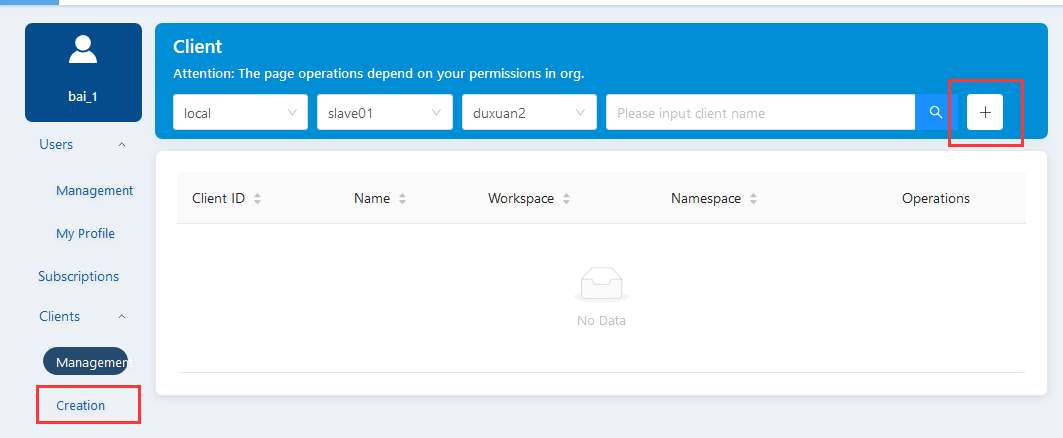 bai_1
Users
Management
My Profile
Subscriptions
Clients
Management
Creation
Client
Attention: The page operations depend on your permissions in org.
local slave01 duxuan2 Please input client name
Client ID Name Workspace Namespace Operations
No Data